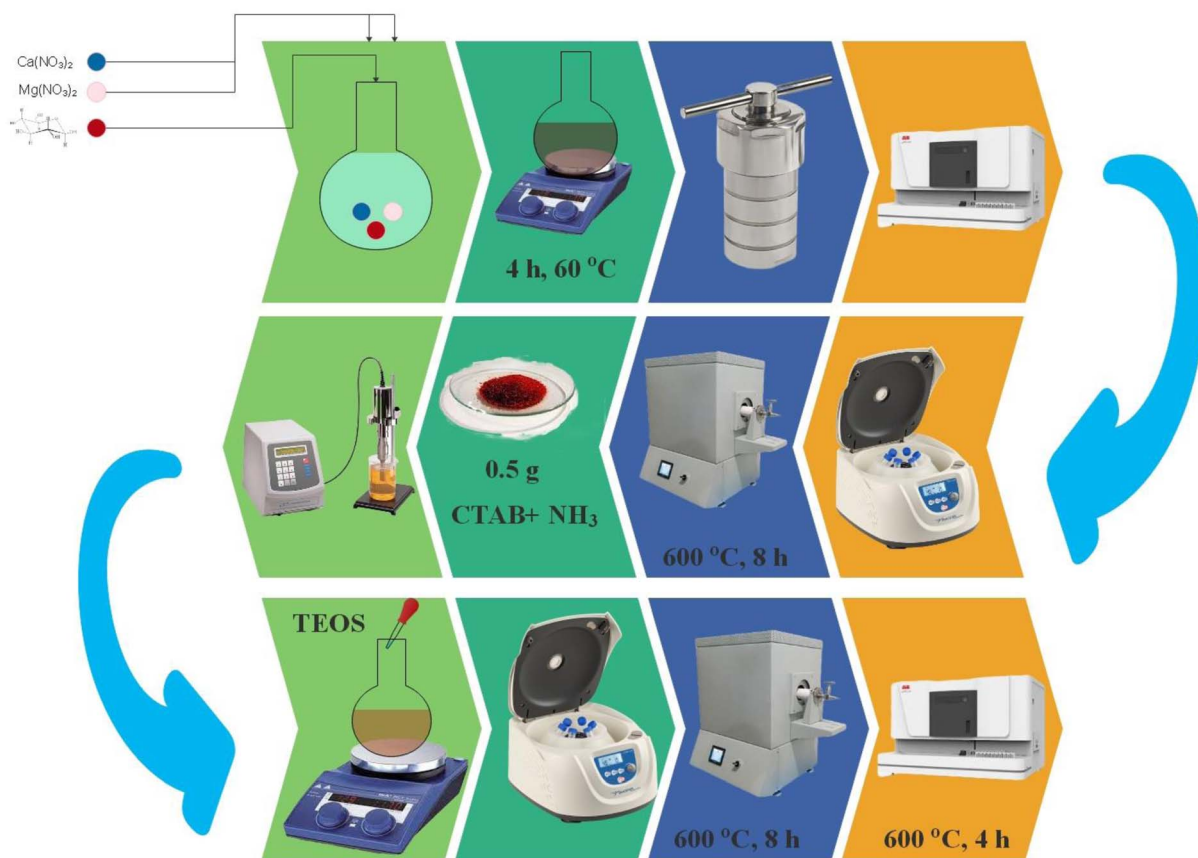 Ca(NO₃)₂
Mg(NO₃)₂
4 h, 60 °C
0.5 g
CTAB+ NH₃
600 °C, 8 h
TEOS
600 °C, 8 h
600 °C, 4 h